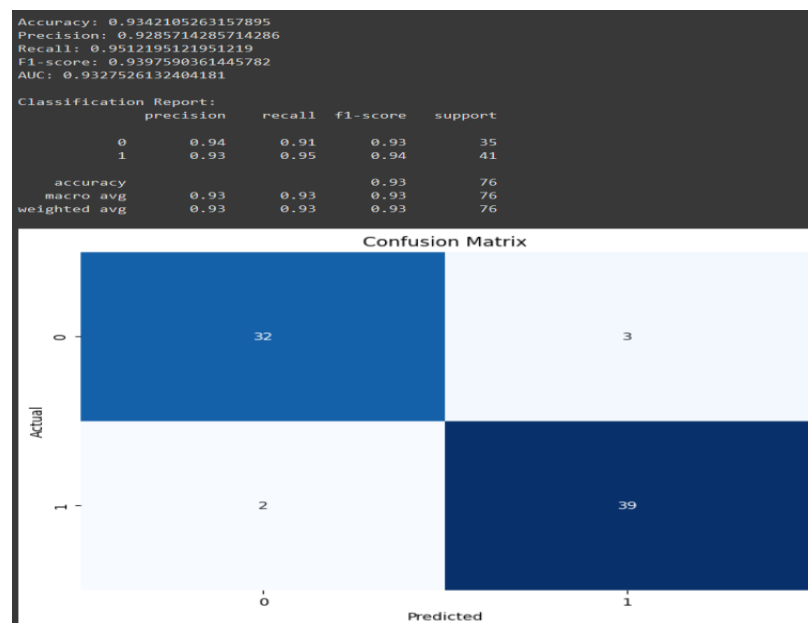 Accuracy: 0.9342105263157895
Precision: 0.9285714285714286
Recall: 0.9512195121951219
F1-score: 0.9397590361445782
AUC: 0.9327526132404181
Classification Report:
precision recall f1-score support
0 0.94 0.91 0.93 35
1 0.93 0.95 0.94 41
accuracy 0.93 76
macro avg 0.93 0.93 0.93 76
weighted avg 0.93 0.93 0.93 76
Confusion Matrix
0 32 3
Actual
1 2 39
0 1
Predicted